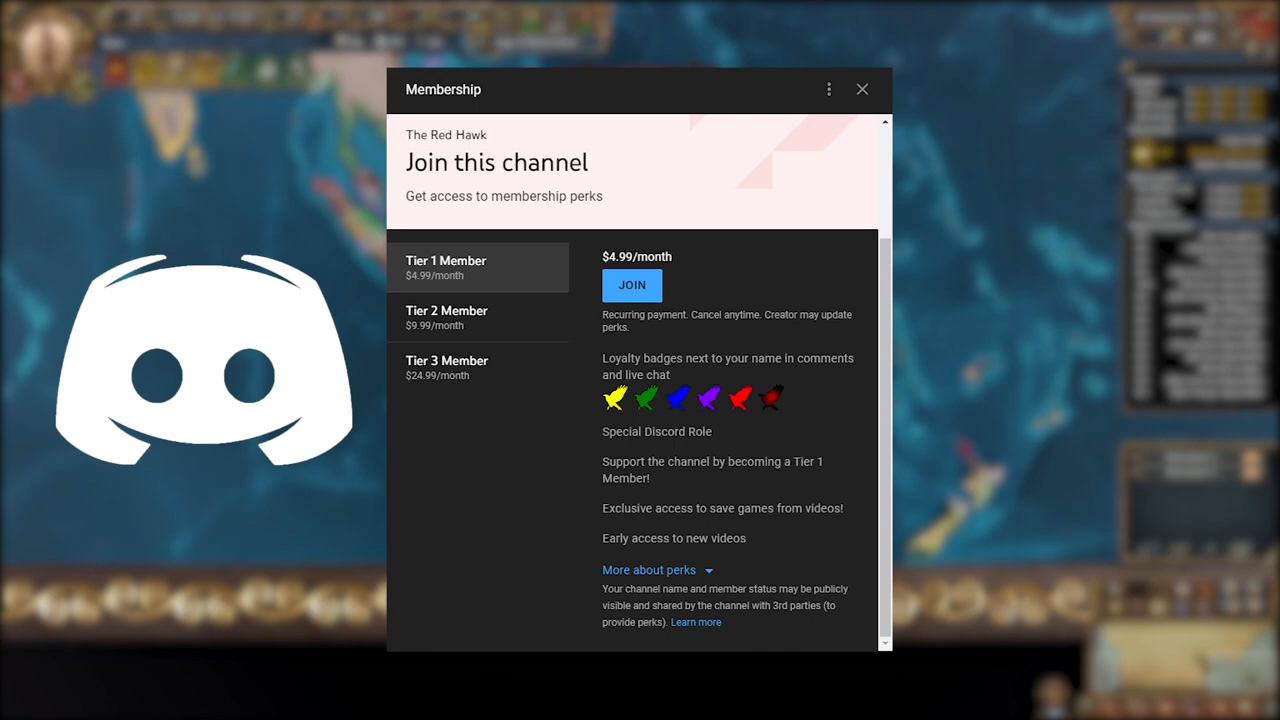 Membership
The Red Hawk
Join this channel
Get access to membership perks
Tier 1 Member
$4.99/month
Tier 2 Member
$9.99/month
Tier 3 Member
$24.99/month
$4.99/month
JOIN
Recurring payment. Cancel anytime. Creator may update
perks.
Loyalty badges next to your name in comments
and live chat
Special Discord Role
Support the channel by becoming a Tier 1
Member!
Exclusive access to save games from videos!
Early access to new videos
More about perks
Your channel name and member status may be publicly
visible and shared by the channel with 3rd parties (to
provide perks). Learn more